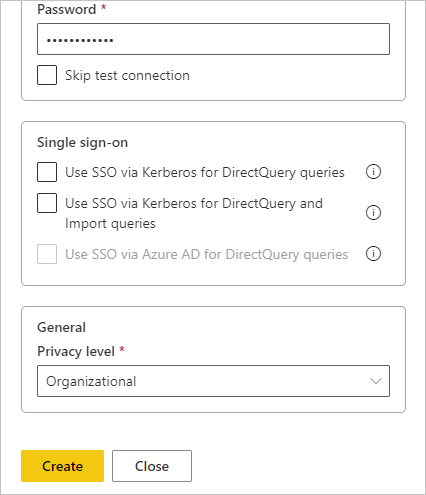 Password *
••••••••••••
Skip test connection
Single sign-on
Use SSO via Kerberos for DirectQuery queries
Use SSO via Kerberos for DirectQuery and
Import queries
Use SSO via Azure AD for DirectQuery queries
General
Privacy level *
Organizational
Create
Close